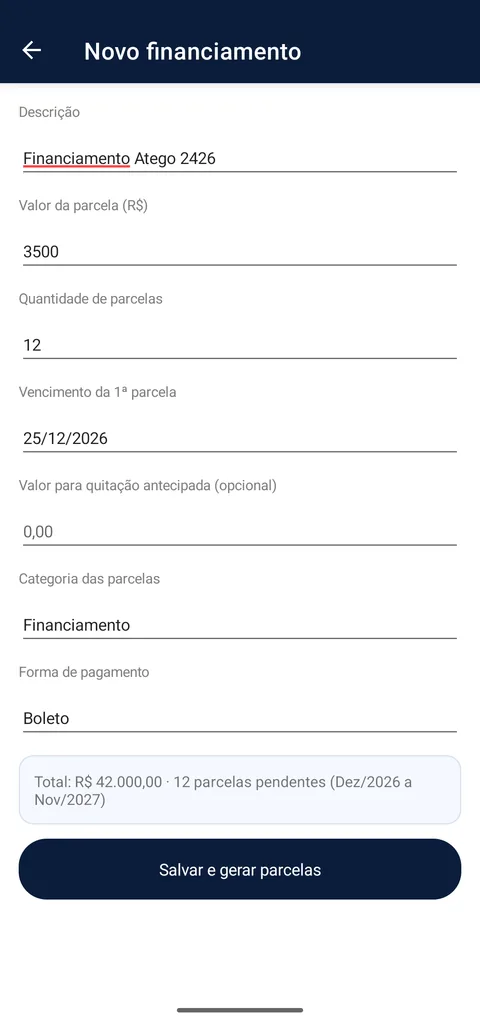 Novo financiamento
Descrição
Financiamento Atego 2426
Valor da parcela (R$)
3500
Quantidade de parcelas
12
Vencimento da 1ª parcela
25/12/2026
Valor para quitação antecipada (opcional)
0,00
Categoria das parcelas
Financiamento
Forma de pagamento
Boleto
Total: R$ 42.000,00 · 12 parcelas pendentes (Dez/2026 a
Nov/2027)
Salvar e gerar parcelas